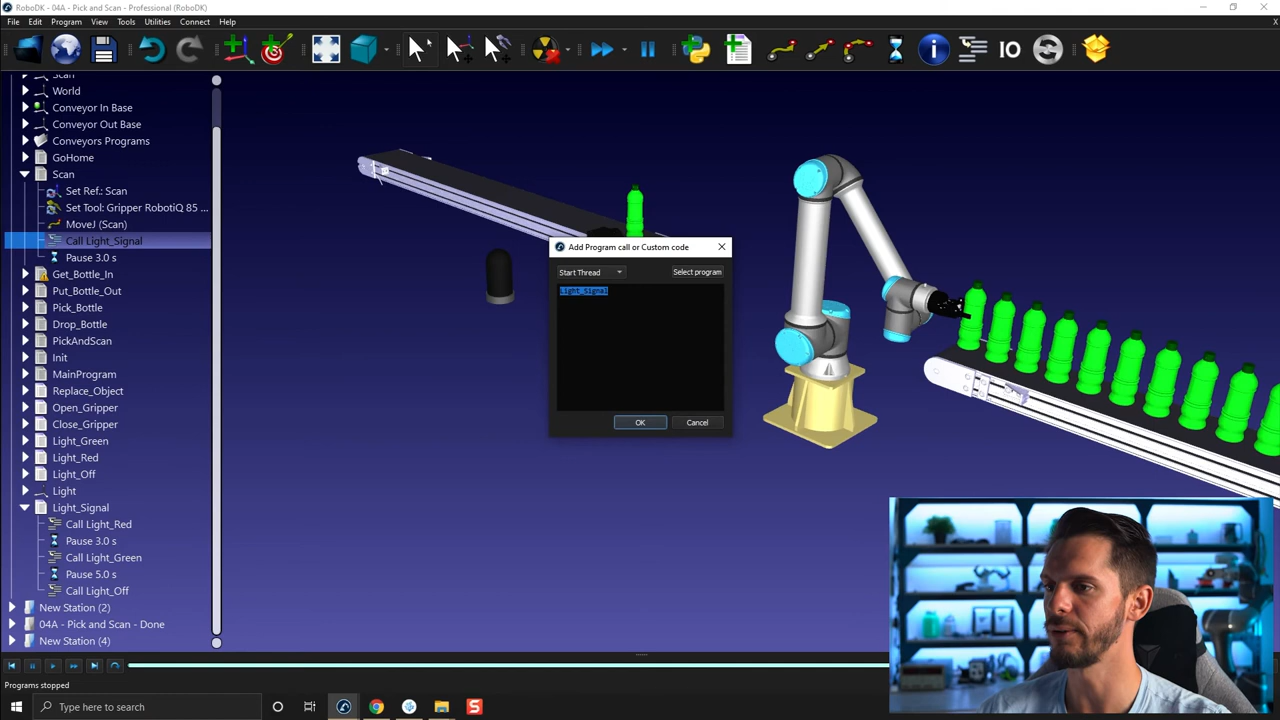 RoboDK - 04A - Pick and Scan - Done (RoboDK)
File Edit Program View Tools Utilities Connect Help
IO
Scan
World
Conveyor In Base
Conveyor Out Base
Conveyors Programs
GoHome
Scan
Set Ref.: Scan
Set Tool: Gripper RobotiQ 85 ...
MoveJ (Scan)
Call Light_Signal
Pause 3.0 s
Get_Bottle_In
Put_Bottle_Out
Pick_Bottle
Drop_Bottle
PickAndScan
Init
MainProgram
Replace_Object
Open_Gripper
Close_Gripper
Light_Green
Light_Red
Light_Off
Light
Light_Signal
Call Light_Red
Pause 3.0 s
Call Light_Green
Pause 5.0 s
Call Light_Off
New Station (2)
04A - Pick and Scan - Done
New Station (4)
Add Program call or Custom code
Start Thread Select program
Light_Signal
OK Cancel
Programs stopped
Type here to search
S